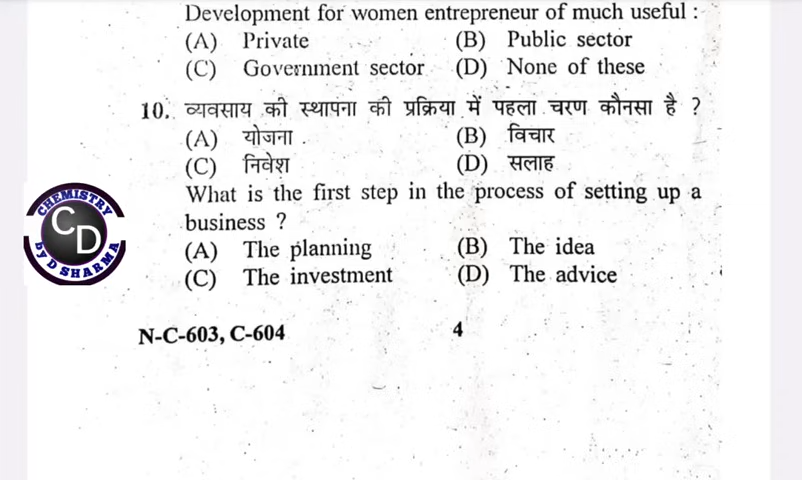 Development for women entrepreneur of much useful :
(A) Private (B) Public sector
(C) Government sector (D) None of these
10. व्यवसाय की स्थापना की प्रक्रिया में पहला चरण कौनसा है ?
(A) योजना (B) विचार
(C) निवेश (D) सलाह
What is the first step in the process of setting up a
business ?
(A) The planning (B) The idea
(C) The investment (D) The advice
CHEMISTRY
CD
by D SHARMA
N-C-603, C-604 4